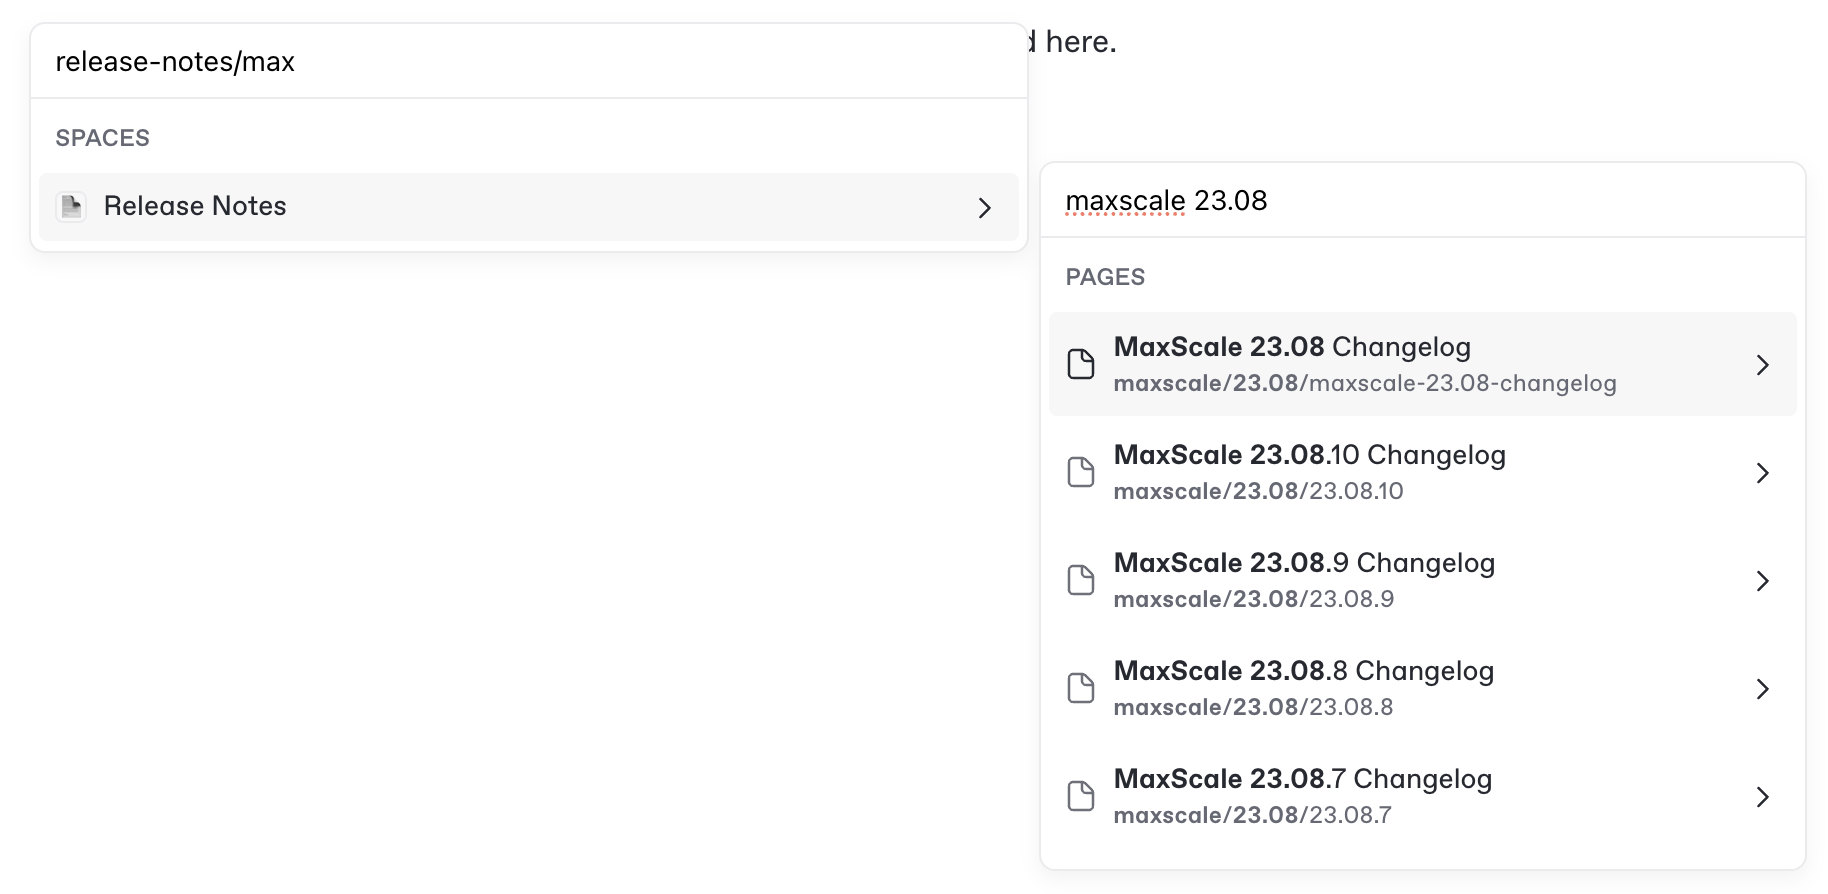 release-notes/max
SPACES
Release Notes
here.
maxscale 23.08
PAGES
MaxScale 23.08 Changelog
maxscale/23.08/maxscale-23.08-changelog
MaxScale 23.08.10 Changelog
maxscale/23.08/23.08.10
MaxScale 23.08.9 Changelog
maxscale/23.08/23.08.9
MaxScale 23.08.8 Changelog
maxscale/23.08/23.08.8
MaxScale 23.08.7 Changelog
maxscale/23.08/23.08.7